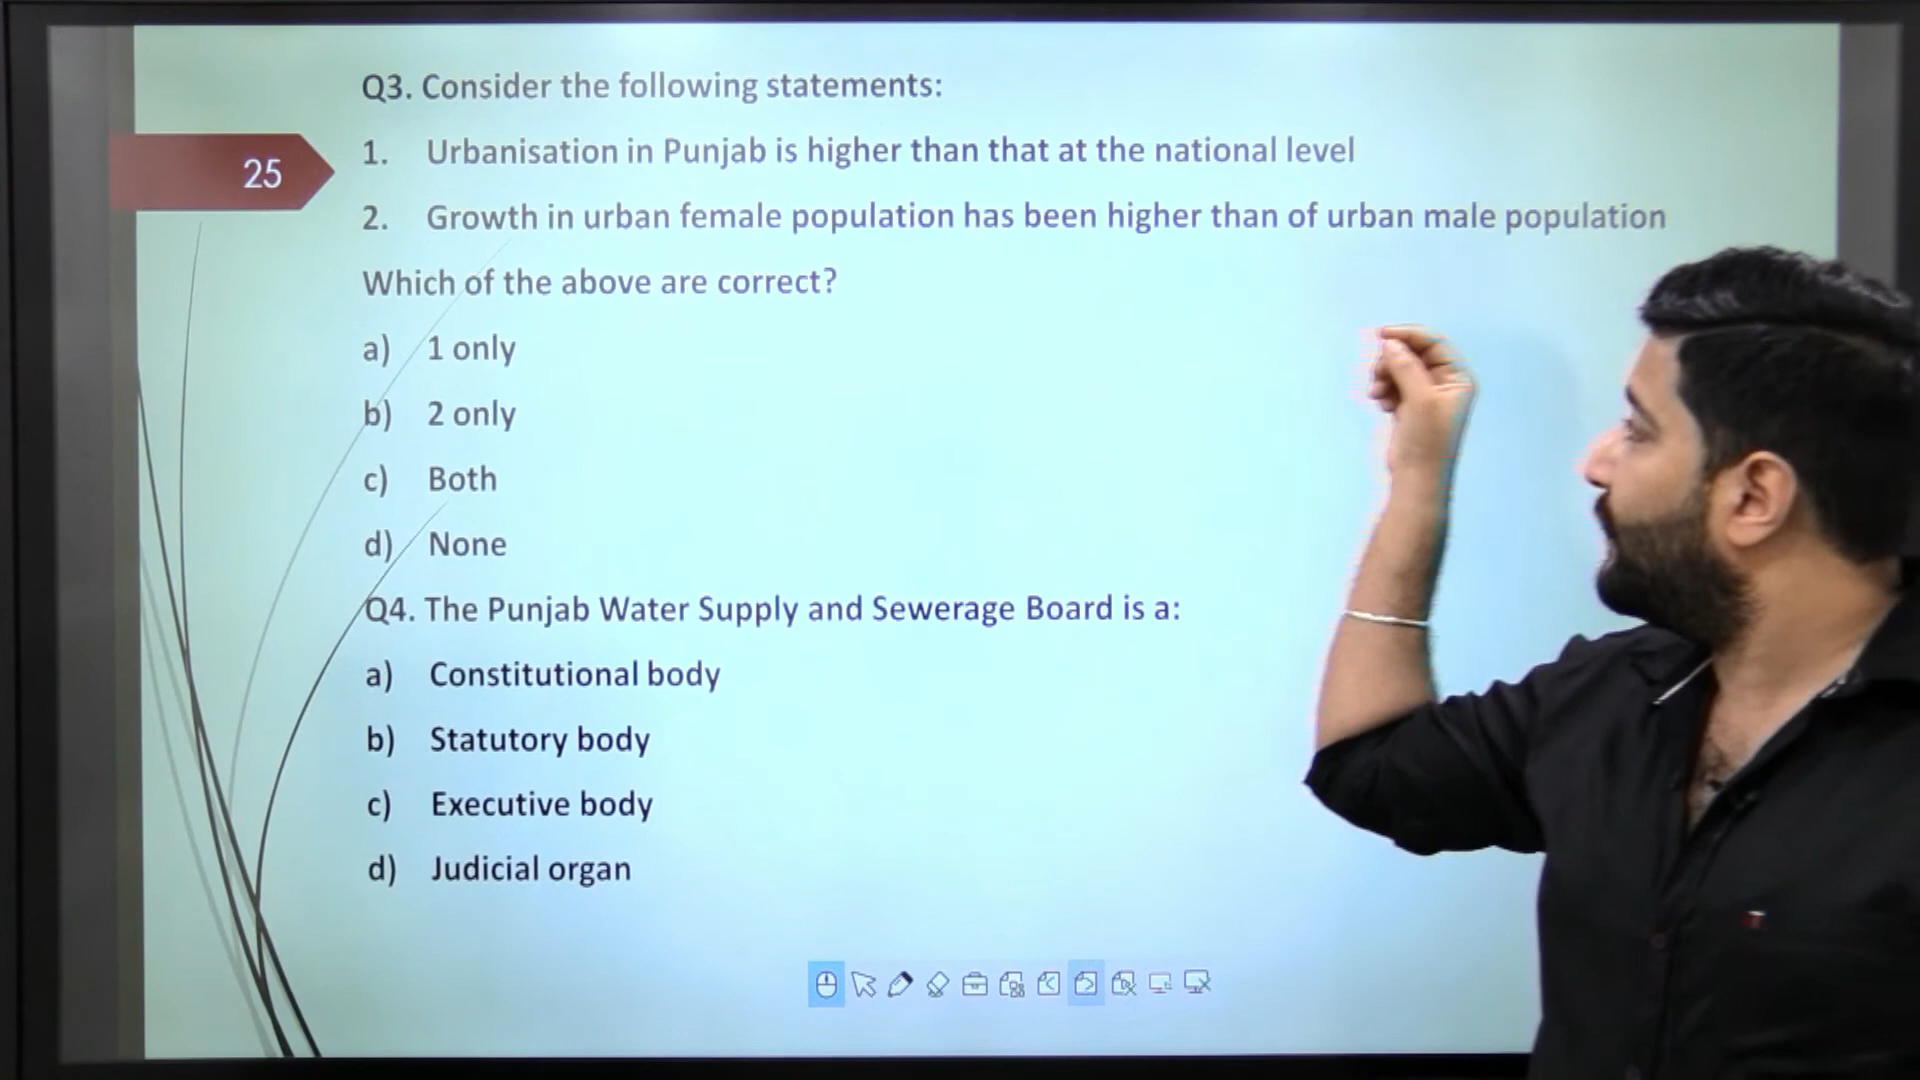 Q3. Consider the following statements:
25
1. Urbanisation in Punjab is higher than that at the national level
2. Growth in urban female population has been higher than of urban male population
Which of the above are correct?
a) 1 only
b) 2 only
c) Both
d) None
Q4. The Punjab Water Supply and Sewerage Board is a:
a) Constitutional body
b) Statutory body
c) Executive body
d) Judicial organ